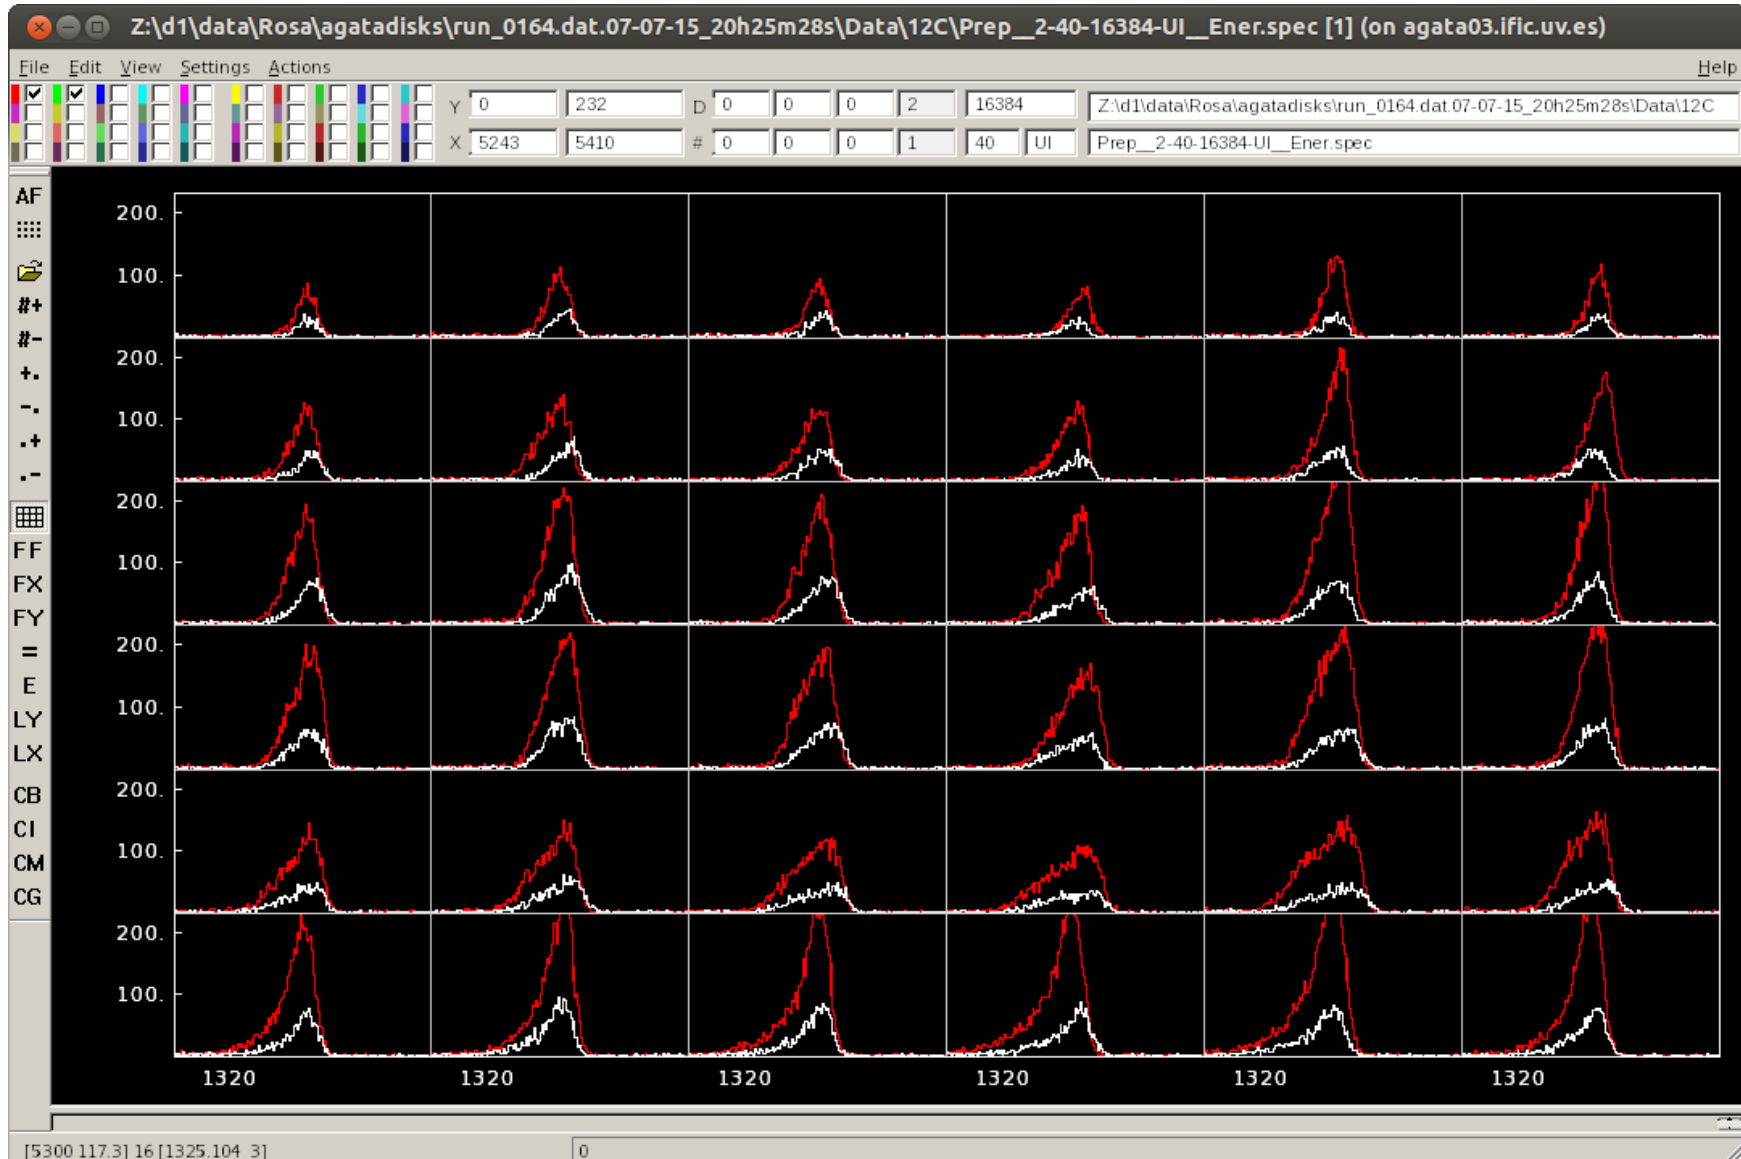 Z:\d1\data\Rosa\agatadisks\run_0164.dat.07-07-15_20h25m28s\Data\12C\Prep__2-40-16384-UI__Ener.spec [1] (on agata03.ific.uv.es)
File Edit View Settings Actions Help
Y 0 232 D 0 0 0 2 16384 Z:\d1\data\Rosa\agatadisks\run_0164.dat.07-07-15_20h25m28s\Data\12C
X 5243 5410 # 0 0 0 1 40 UI Prep__2-40-16384-UI__Ener.spec
AF
#+
#-
+.
-.
.+
.-
FF
FX
FY
=
E
LY
LX
CB
CI
CM
CG
200.
100.
200.
100.
200.
100.
200.
100.
200.
100.
200.
100.
1320 1320 1320 1320 1320 1320
[5300 117.3] 16 [1325.104 3] 0